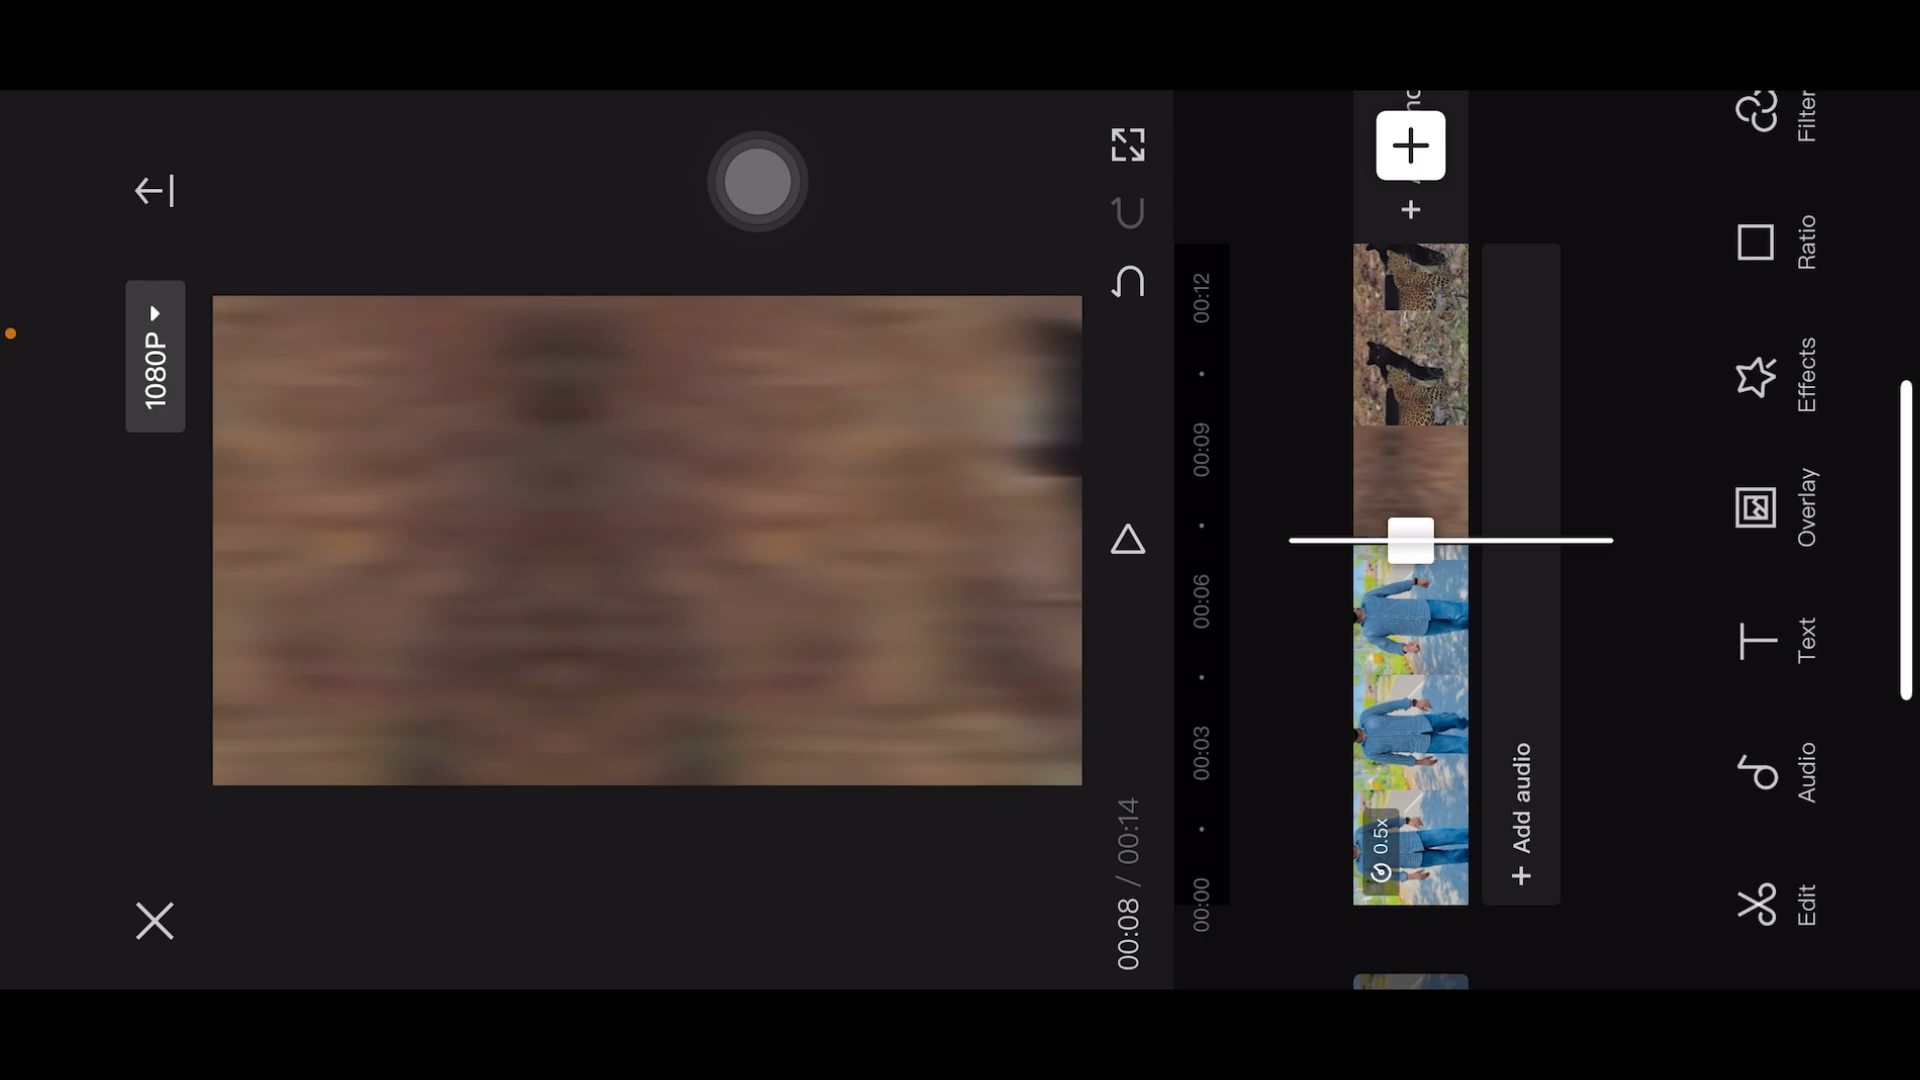 1080P
00:08 / 00:14
00:00
00:03
00:06
00:09
00:12
0.5x
+ Add audio
Edit
Audio
Text
Overlay
Effects
Ratio
Filter